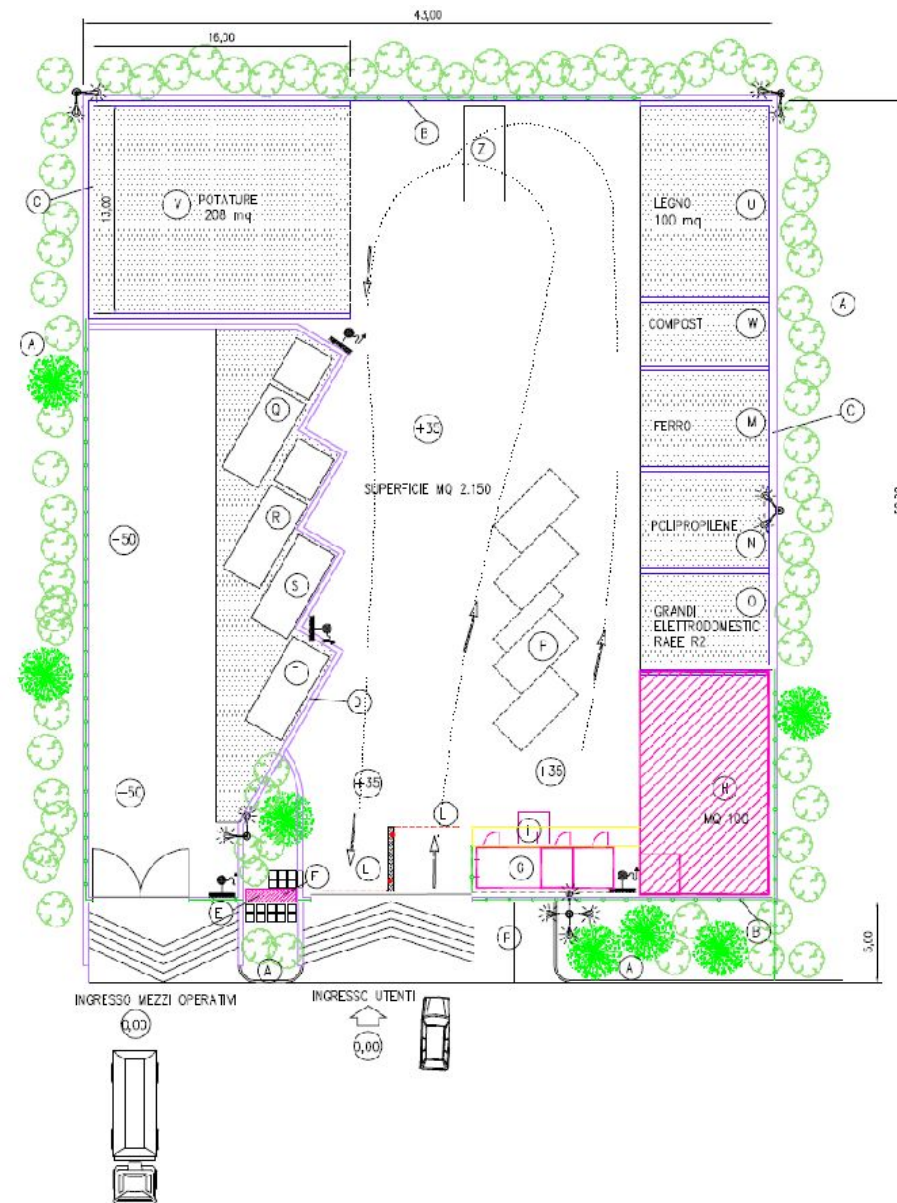 43,00
16,00
B
Z
C
13,00
V
POTATURE
208 mq
LEGNO
100 mq
U
A
COMPOST
W
A
Q
+30
FERRO
M
C
SUPERFICIE MQ 2.150
R
POLIPROPILENE
N
-50
S
O
GRANDI
ELETTRODOMESTIC
RAEE R2
P
T
D
H
MQ 100
-50
+35
+35
L
I
L
G
F
E
B
5,00
A
A
INGRESSO MEZZI OPERATIVI
0,00
INGRESSO UTENTI
0,00